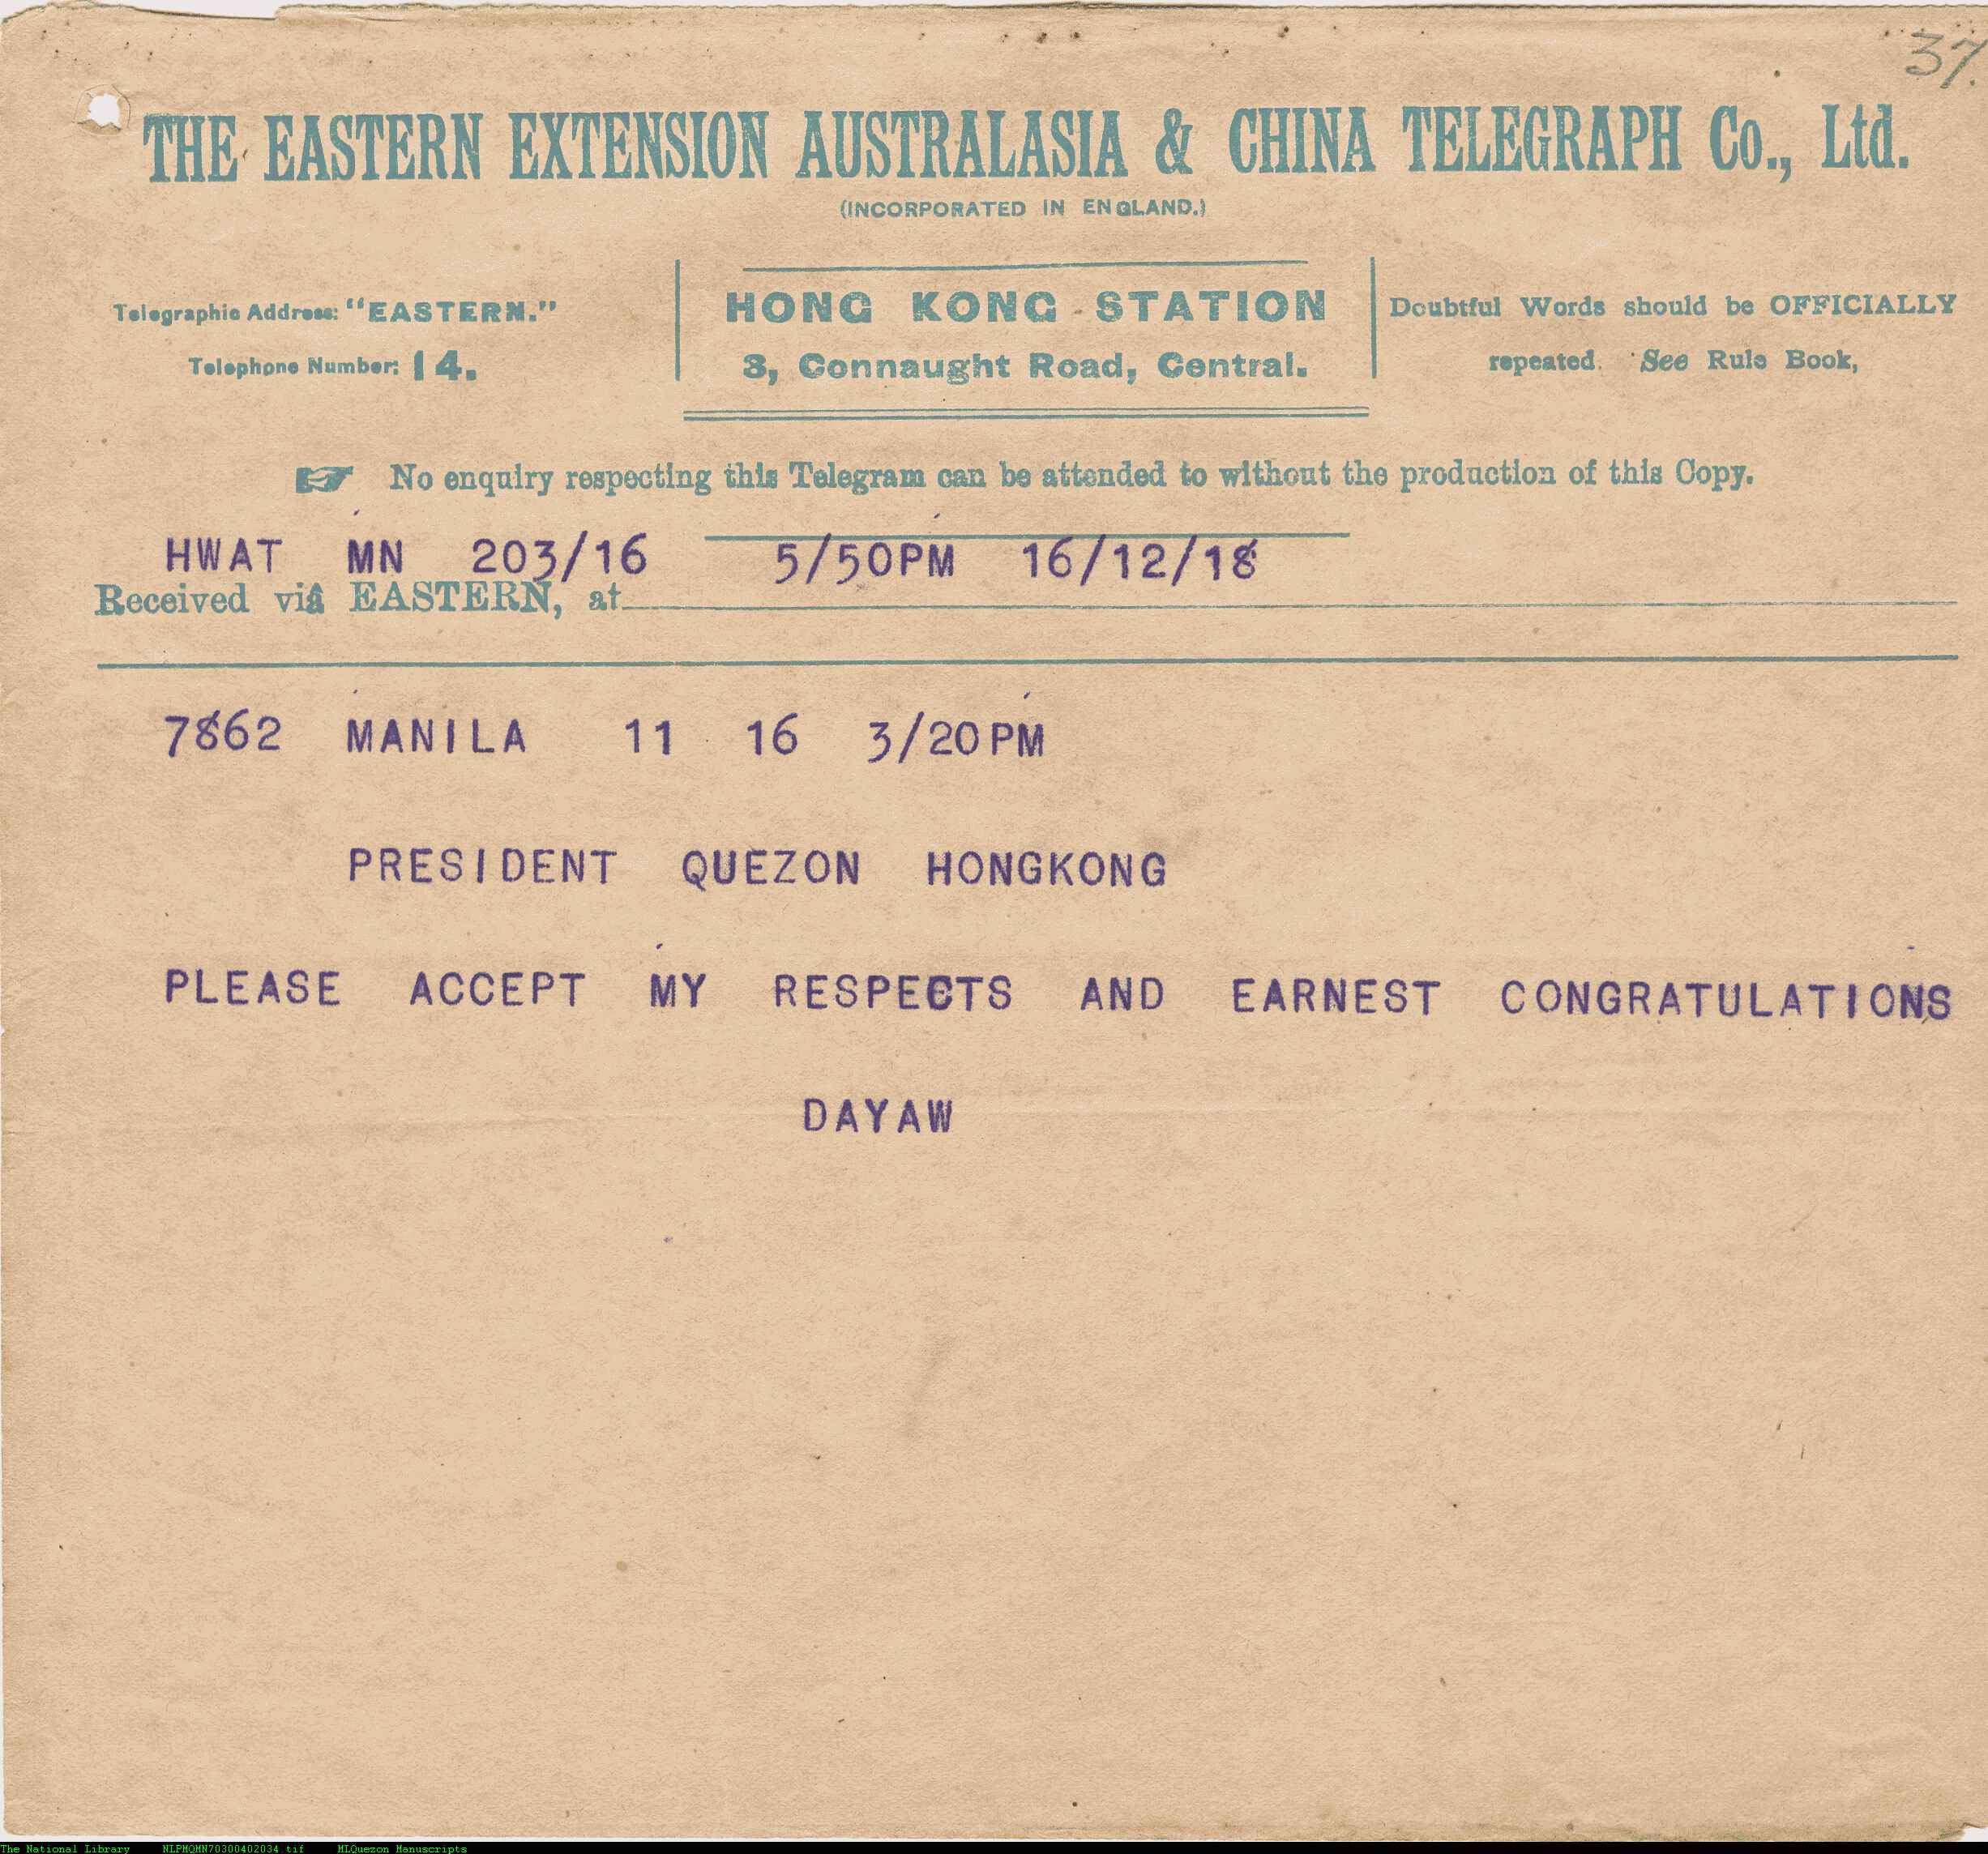 37.
THE EASTERN EXTENSION AUSTRALASIA & CHINA TELEGRAPH Co., Ltd.
(INCORPORATED IN ENGLAND.)
Telegraphic Address: "EASTERN."
Telephone Number: 14.
HONG KONG STATION
3, Connaught Road, Central.
Doubtful Words should be OFFICIALLY
repeated. See Rule Book,
No enquiry respecting this Telegram can be attended to without the production of this Copy.
HWAT MN 203/16 5/50PM 16/12/18
Received viâ EASTERN, at
7862 MANILA 11 16 3/20PM
PRESIDENT QUEZON HONGKONG
PLEASE ACCEPT MY RESPECTS AND EARNEST CONGRATULATIONS
DAYAW
The National Library NLPMQMN70300402034.tif MLQuezon Manuscripts